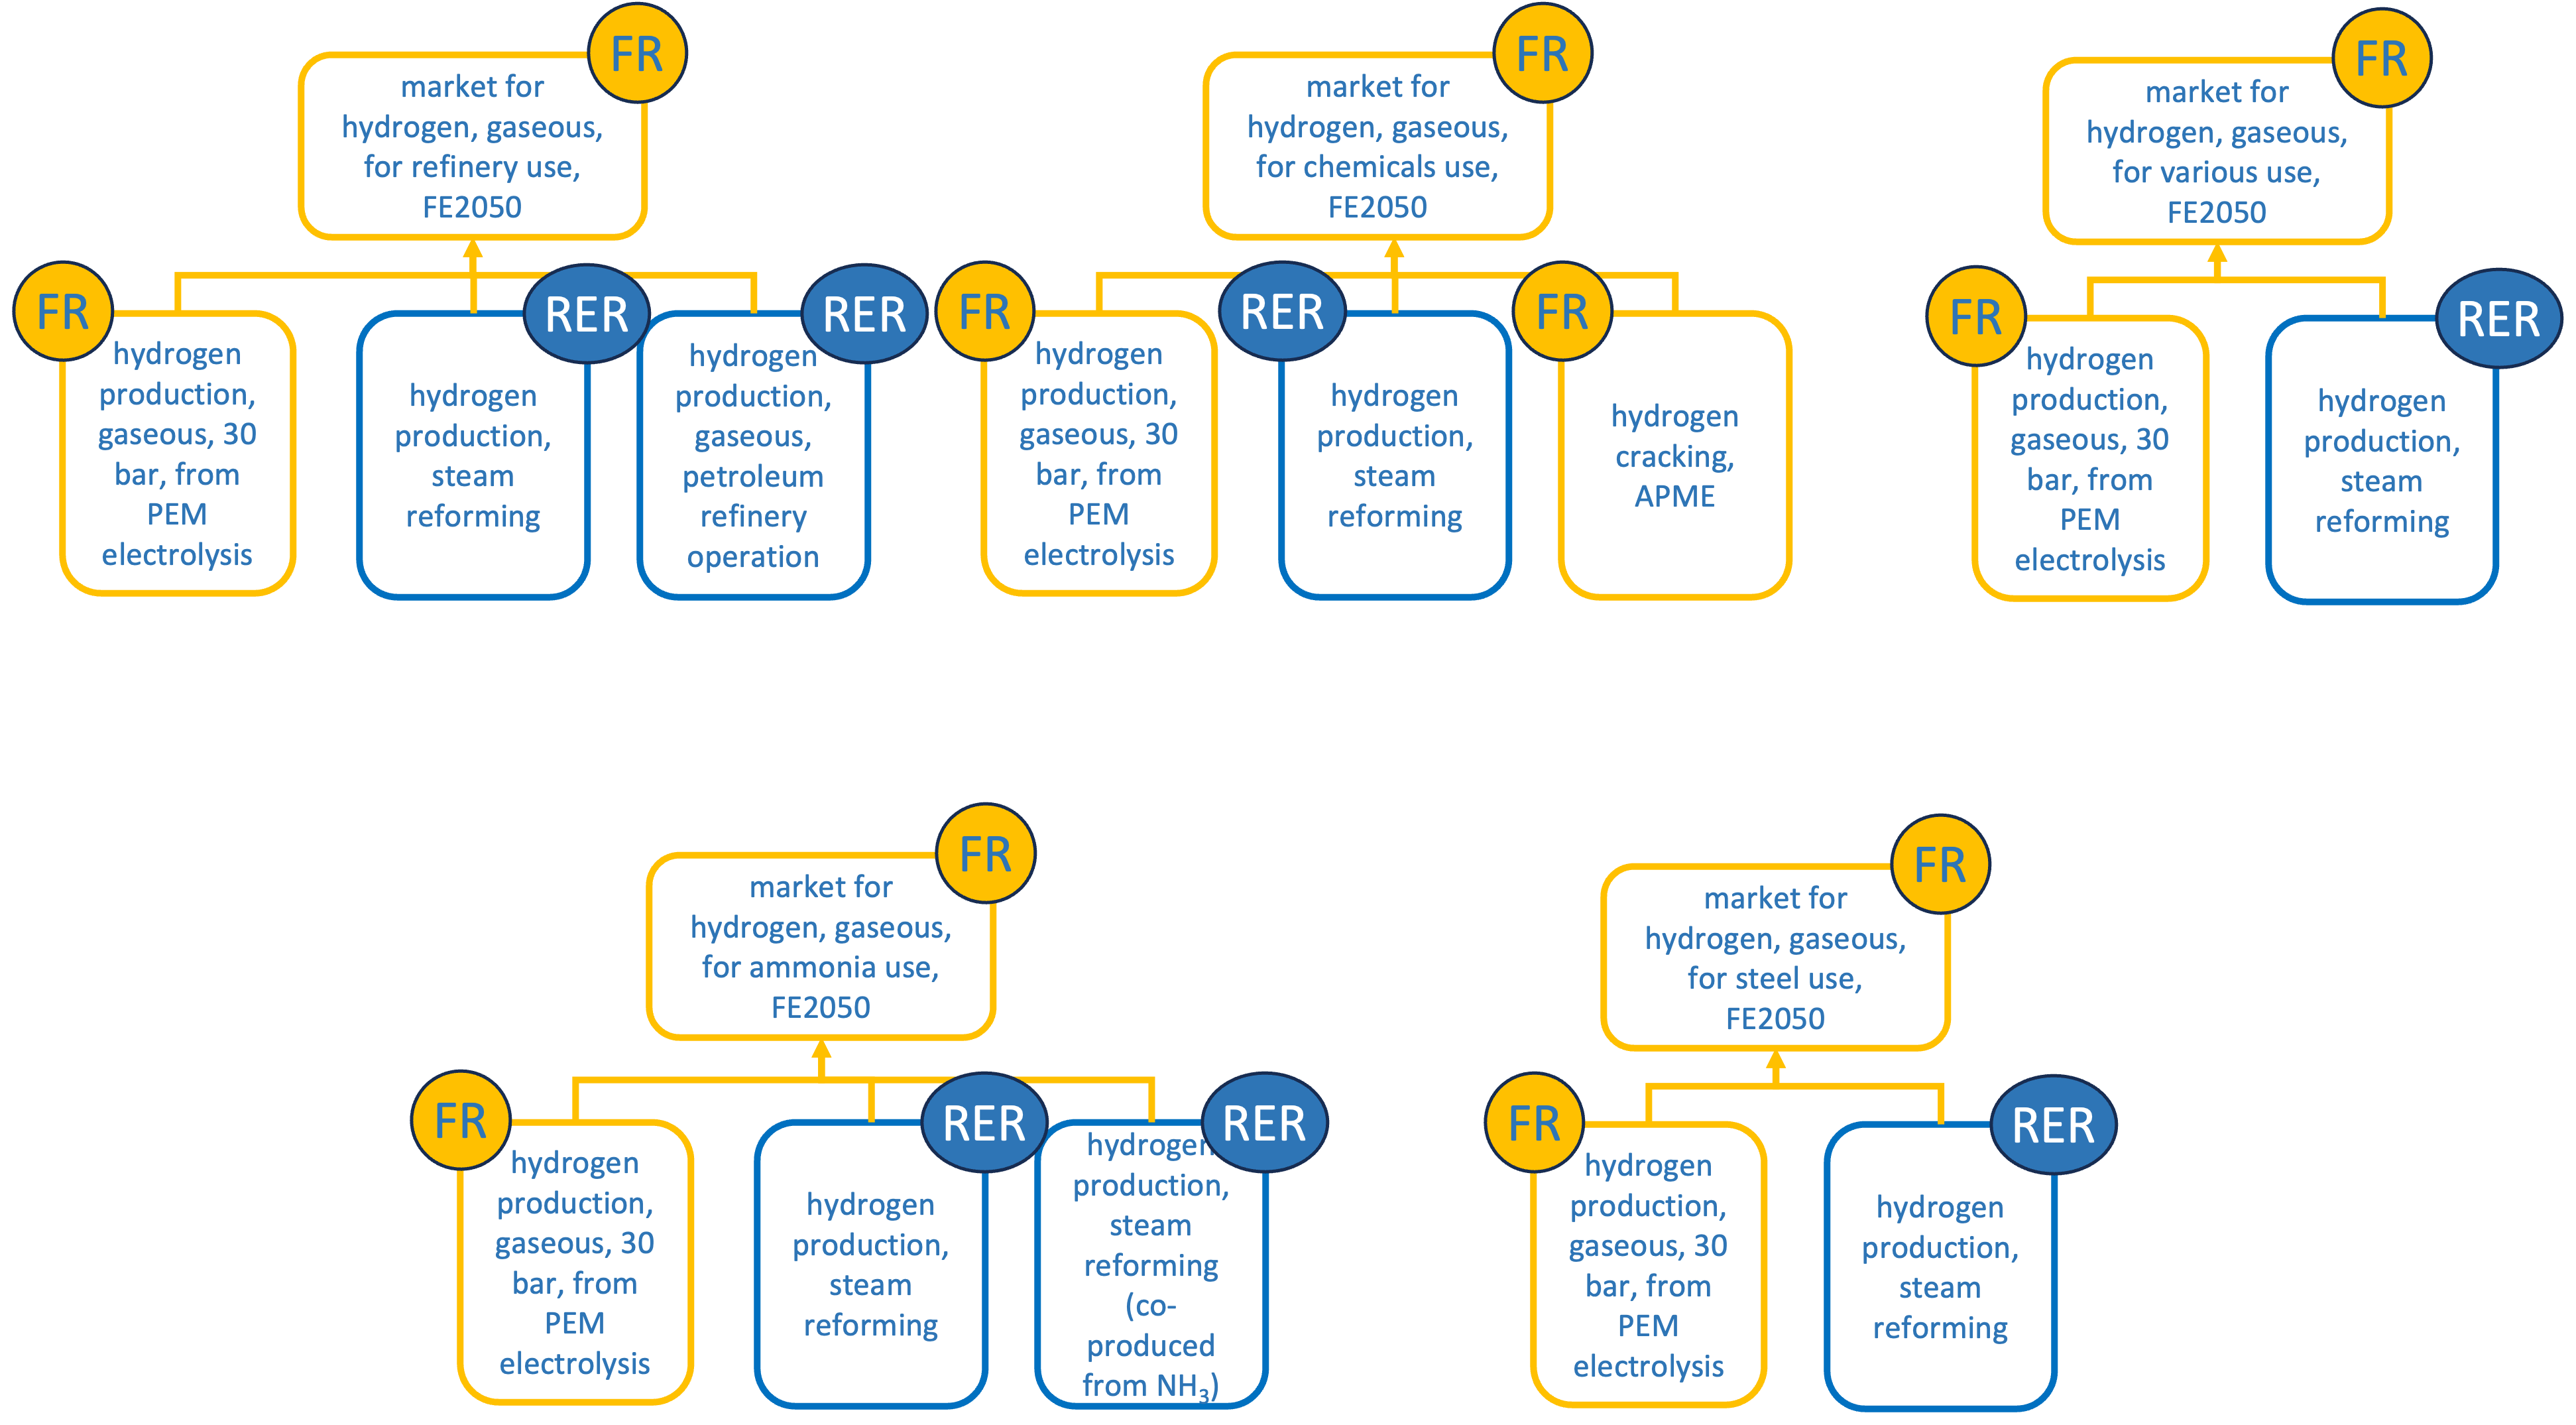 FR
market for
hydrogen, gaseous,
for refinery use,
FE2050
FR
hydrogen
production,
gaseous, 30
bar, from
PEM
electrolysis
RER
hydrogen
production,
steam
reforming
RER
hydrogen
production,
gaseous,
petroleum
refinery
operation
FR
market for
hydrogen, gaseous,
for chemicals use,
FE2050
FR
hydrogen
production,
gaseous, 30
bar, from
PEM
electrolysis
RER
hydrogen
production,
steam
reforming
FR
hydrogen
cracking,
APME
FR
market for
hydrogen, gaseous,
for various use,
FE2050
FR
hydrogen
production,
gaseous, 30
bar, from
PEM
electrolysis
RER
hydrogen
production,
steam
reforming
FR
market for
hydrogen, gaseous,
for ammonia use,
FE2050
FR
hydrogen
production,
gaseous, 30
bar, from
PEM
electrolysis
RER
hydrogen
production,
steam
reforming
RER
hydrogen
production,
steam
reforming
(co-
produced
from NH₃)
FR
market for
hydrogen, gaseous,
for steel use,
FE2050
FR
hydrogen
production,
gaseous, 30
bar, from
PEM
electrolysis
RER
hydrogen
production,
steam
reforming